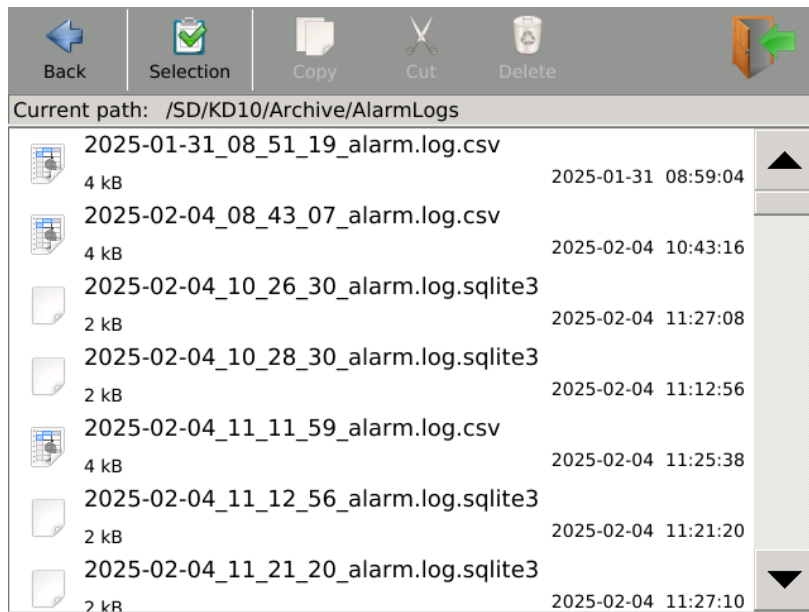 Back Selection Copy Cut Delete
Current path: /SD/KD10/Archive/AlarmLogs
2025-01-31_08_51_19_alarm.log.csv
4 kB 2025-01-31 08:59:04
2025-02-04_08_43_07_alarm.log.csv
4 kB 2025-02-04 10:43:16
2025-02-04_10_26_30_alarm.log.sqlite3
2 kB 2025-02-04 11:27:08
2025-02-04_10_28_30_alarm.log.sqlite3
2 kB 2025-02-04 11:12:56
2025-02-04_11_11_59_alarm.log.csv
4 kB 2025-02-04 11:25:38
2025-02-04_11_12_56_alarm.log.sqlite3
2 kB 2025-02-04 11:21:20
2025-02-04_11_21_20_alarm.log.sqlite3
2 kB 2025-02-04 11:27:10